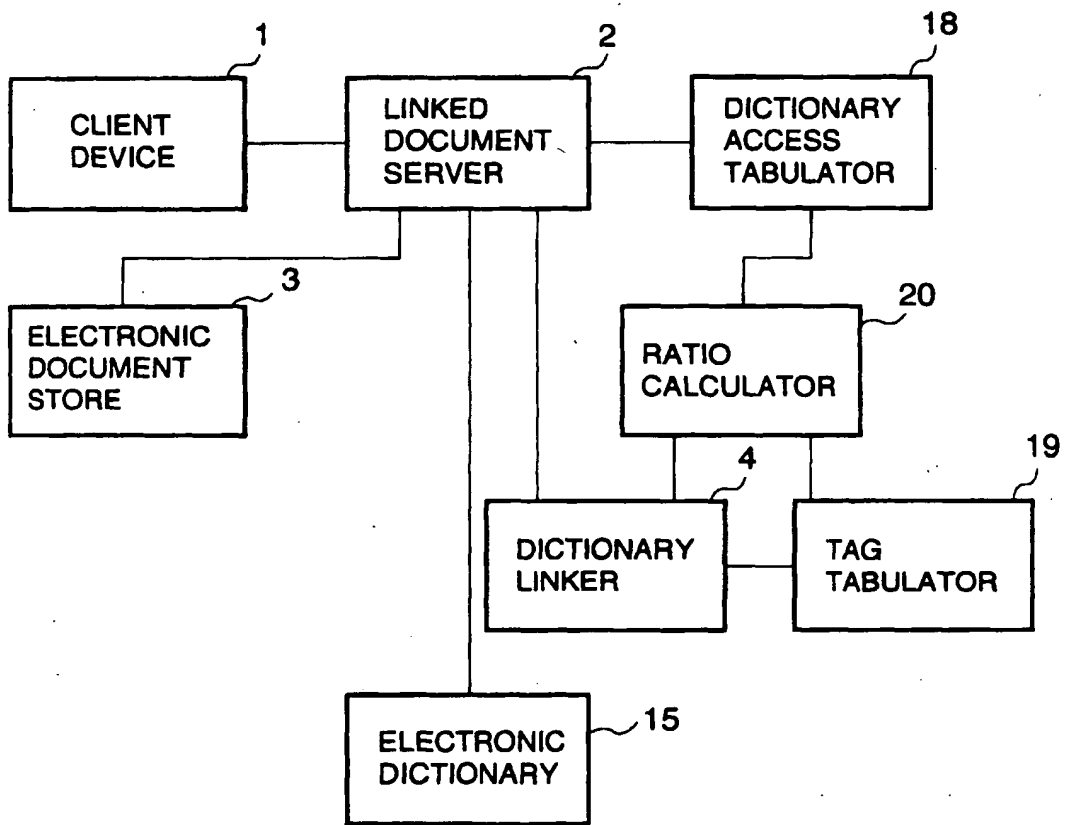 1
CLIENT
DEVICE
2
LINKED
DOCUMENT
SERVER
18
DICTIONARY
ACCESS
TABULATOR
3
ELECTRONIC
DOCUMENT
STORE
20
RATIO
CALCULATOR
4
DICTIONARY
LINKER
19
TAG
TABULATOR
15
ELECTRONIC
DICTIONARY